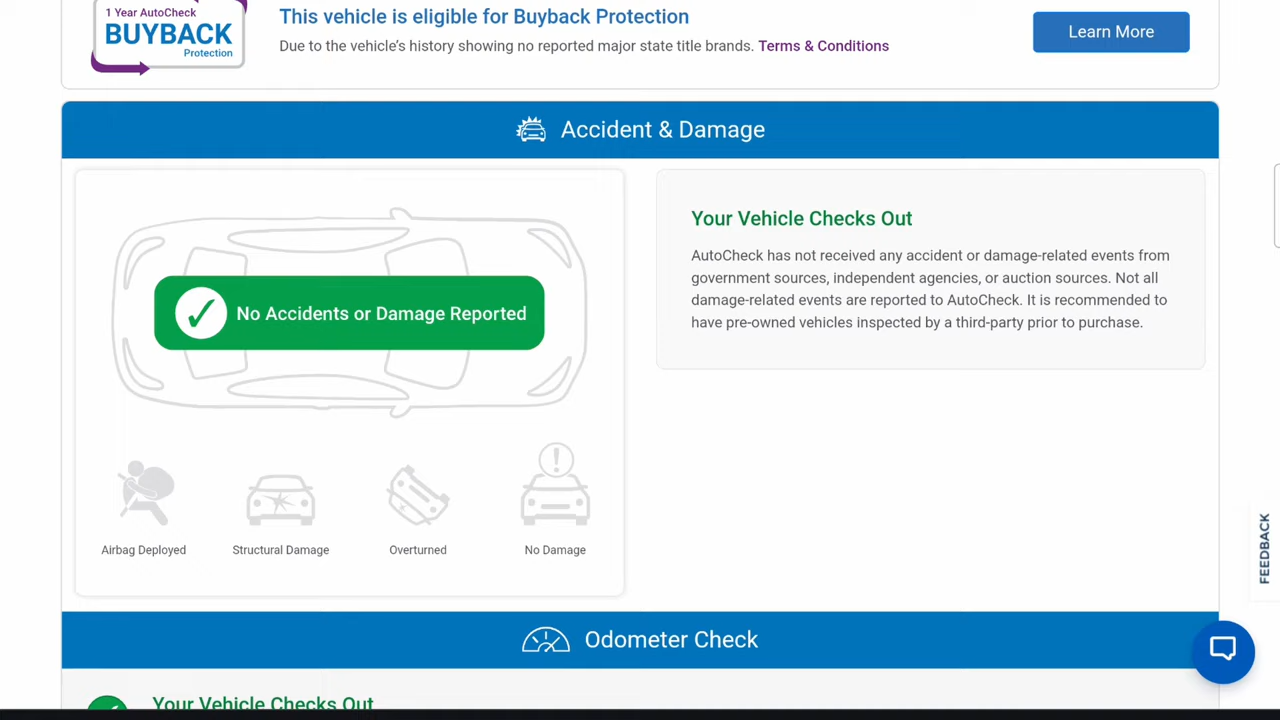 1 Year AutoCheck
BUYBACK
Protection
This vehicle is eligible for Buyback Protection
Due to the vehicle’s history showing no reported major state title brands. Terms & Conditions
Learn More
Accident & Damage
No Accidents or Damage Reported
Airbag Deployed
Structural Damage
Overturned
No Damage
Your Vehicle Checks Out
AutoCheck has not received any accident or damage-related events from
government sources, independent agencies, or auction sources. Not all
damage-related events are reported to AutoCheck. It is recommended to
have pre-owned vehicles inspected by a third-party prior to purchase.
FEEDBACK
Odometer Check
Your Vehicle Checks Out